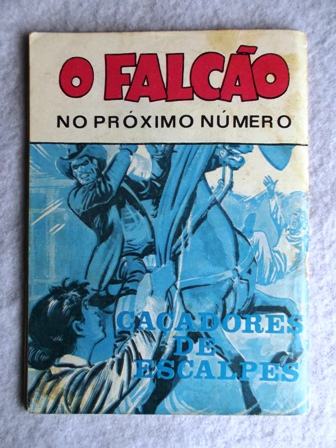 O FALCÃO
NO PRÓXIMO NÚMERO
CAÇADORES
DE
ESCALPES